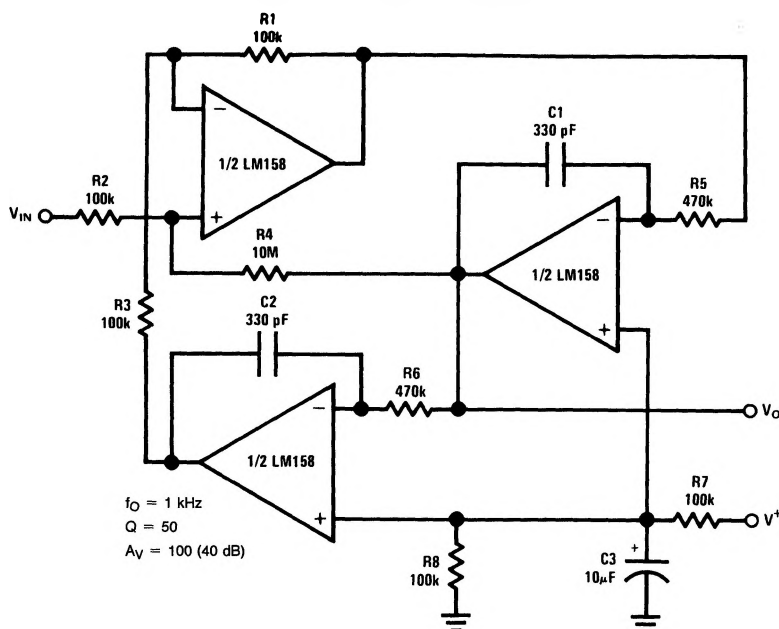 R1
100k
1/2 LM158
R2
100k
VIN
R4
10M
R3
100k
C1
330 pF
R5
470k
1/2 LM158
C2
330 pF
R6
470k
1/2 LM158
VO
fO = 1 kHz
Q = 50
AV = 100 (40 dB)
R7
100k
V+
R8
100k
C3
10µF
− + − + − + +